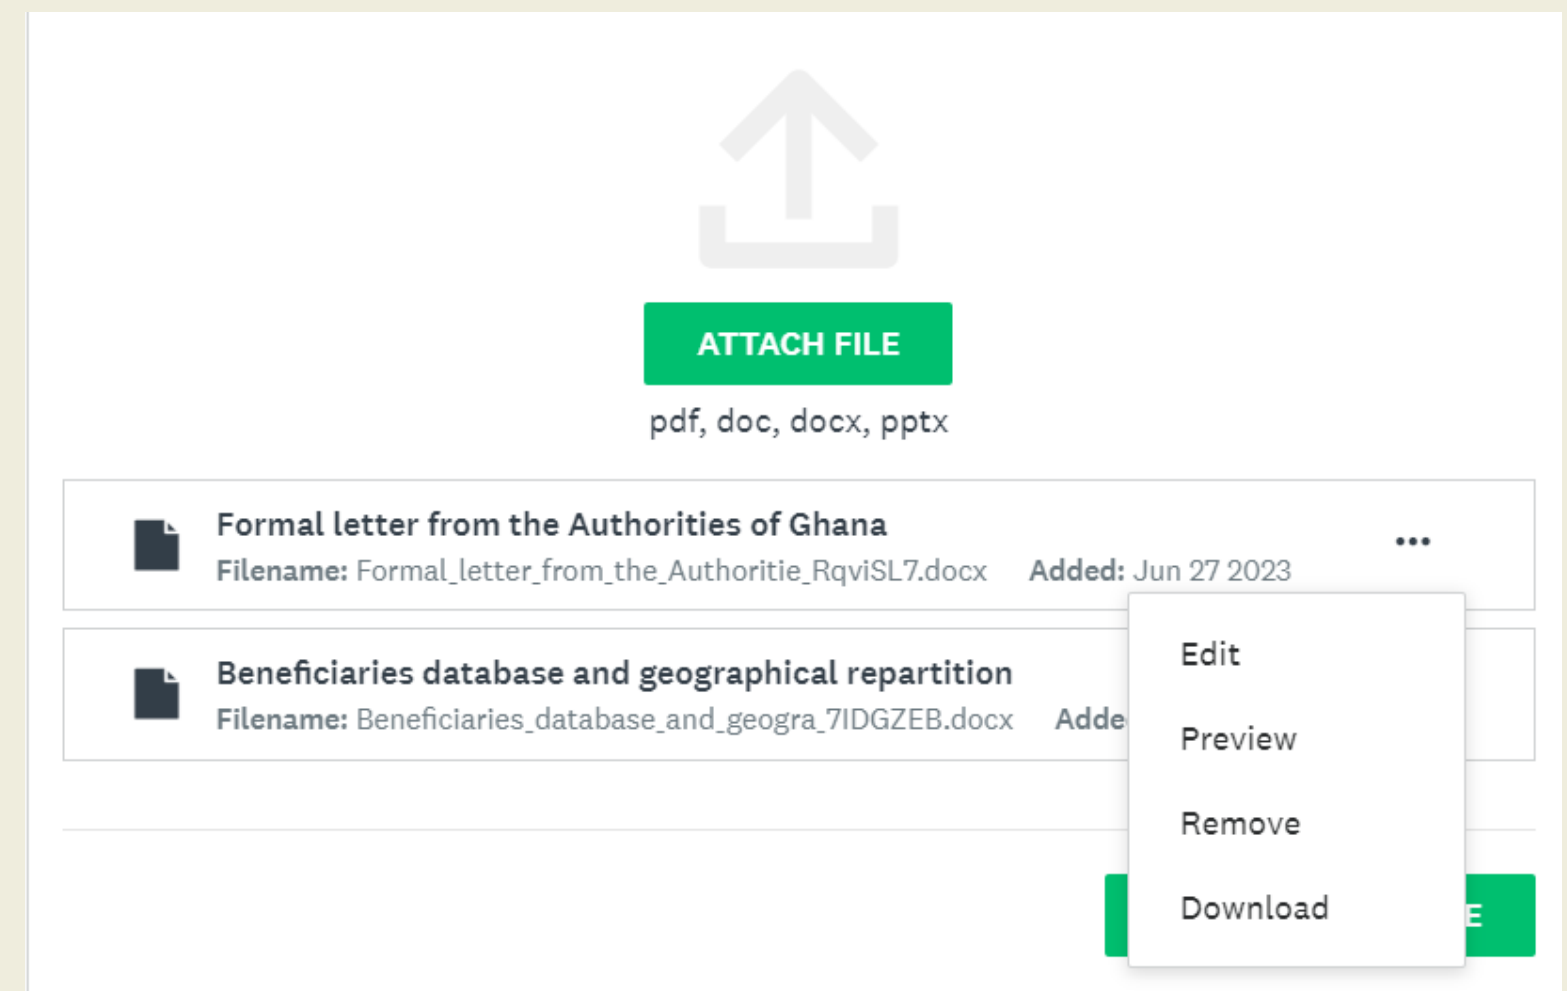 ATTACH FILE
pdf, doc, docx, pptx
Formal letter from the Authorities of Ghana
Filename: Formal_letter_from_the_Authoritie_RqviSL7.docx Added: Jun 27 2023
Beneficiaries database and geographical repartition
Filename: Beneficiaries_database_and_geogra_7IDGZEB.docx
Edit
Preview
Remove
Download